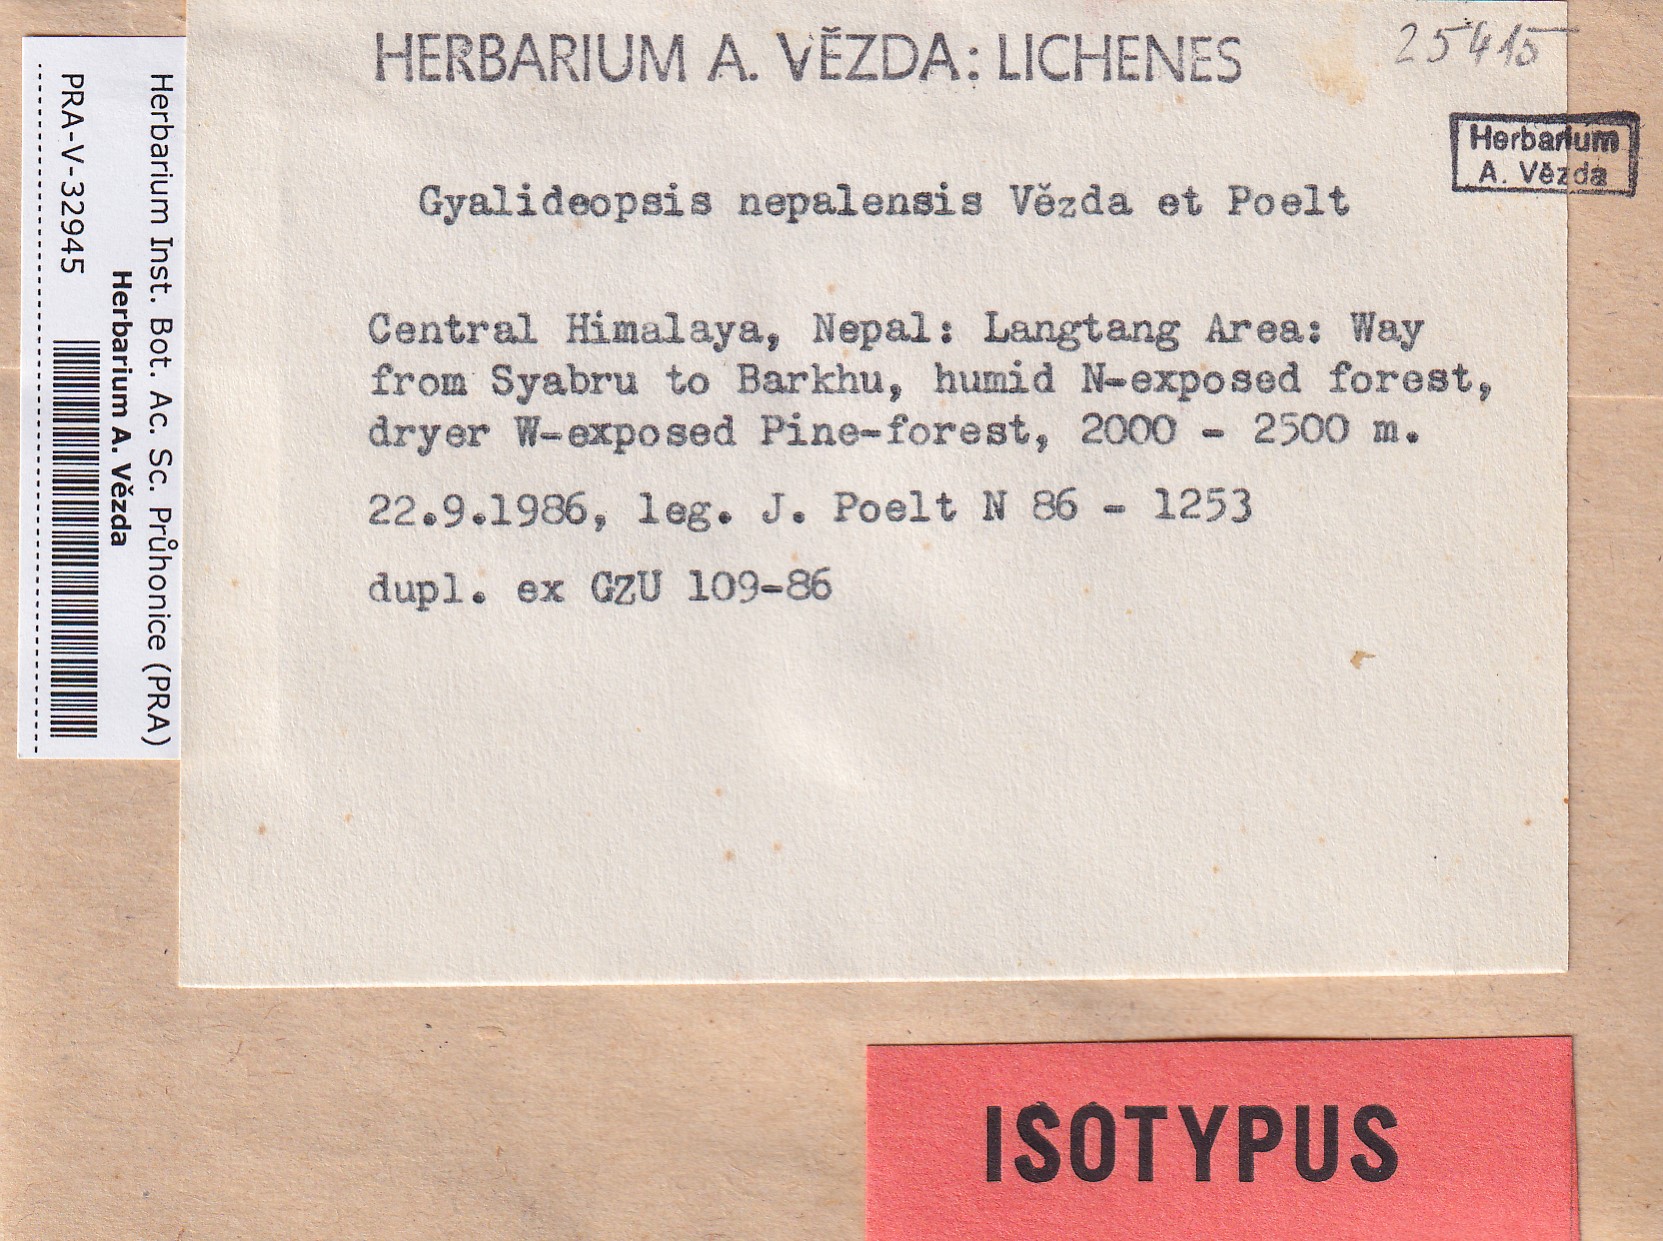 HERBARIUM A. VĚZDA: LICHENES
25415
Herbarium
A. Vězda
Gyalideopsis nepalensis Vězda et Poelt
Central Himalaya, Nepal: Langtang Area: Way
from Syabru to Barkhu, humid N-exposed forest,
dryer W-exposed Pine-forest, 2000 - 2500 m.
22.9.1986, leg. J. Poelt N 86 - 1253
dupl. ex GZU 109-86
Herbarium Inst. Bot. Ac. Sc. Průhonice (PRA)
Herbarium A. Vězda
PRA-V-32945
ISOTYPUS